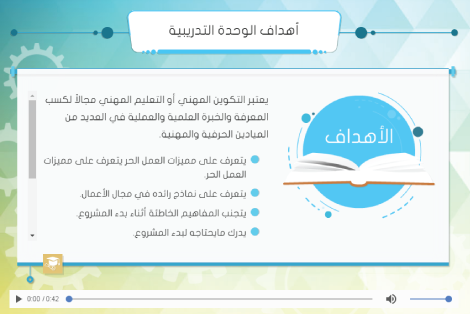 أهداف الوحدة التدريبية
يعتبر التكوين المهني أو التعليم المهني مجالاً لكسب
المعرفة والخبرة العلمية والعملية في العديد من
الميادين الحرفية والمهنية.
الأهداف
يتعرف على مميزات العمل الحر يتعرف على مميزات
العمل الحر.
يتعرف على نماذج رائده في مجال الأعمال.
يتجنب المفاهيم الخاطئة أثناء بدء المشروع.
يدرك مايحتاجه لبدء المشروع.
0:00 / 0:42